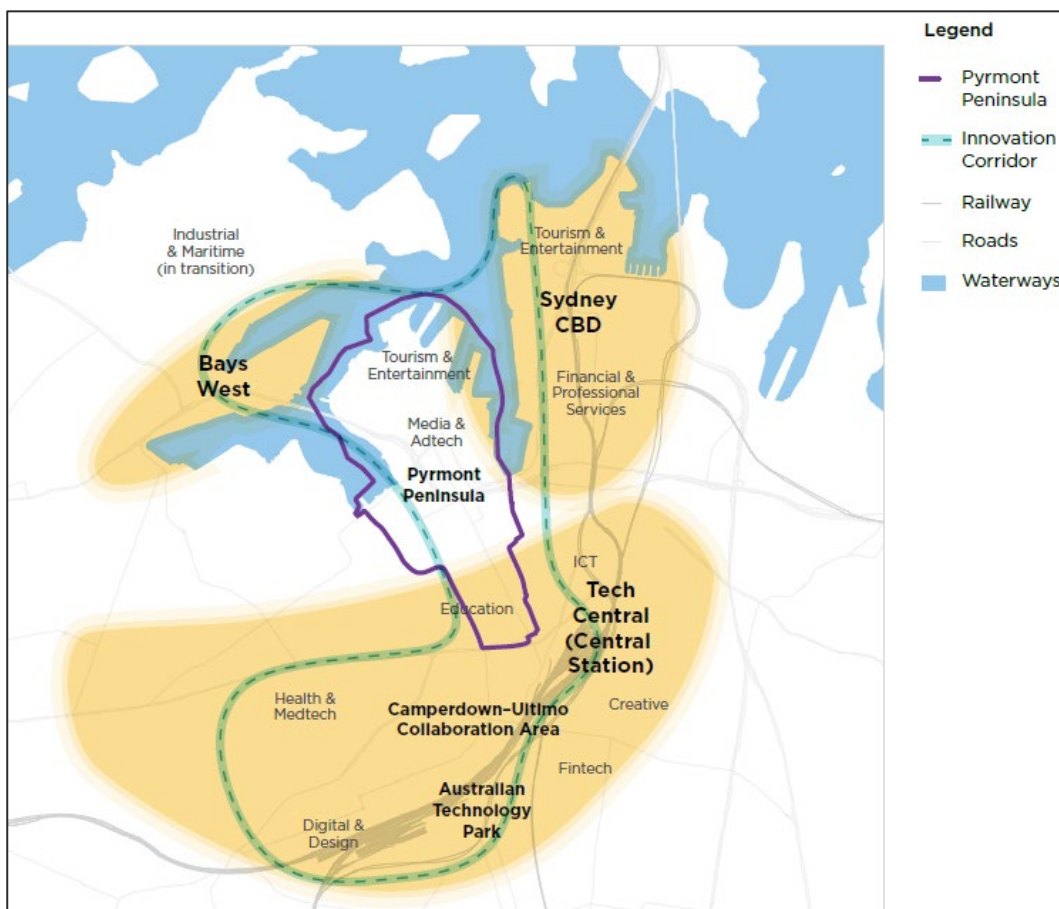 Legend
Pyrmont
Peninsula
Innovation
Corridor
Railway
Roads
Waterways
Industrial
& Maritime
(in transition)
Tourism &
Entertainment
Sydney
CBD
Bays
West
Tourism &
Entertainment
Financial &
Professional
Services
Media &
Adtech
Pyrmont
Peninsula
ICT
Education
Tech
Central
(Central
Station)
Health &
Medtech
Camperdown-Ultimo
Collaboration Area
Creative
Fintech
Australian
Technology
Park
Digital &
Design